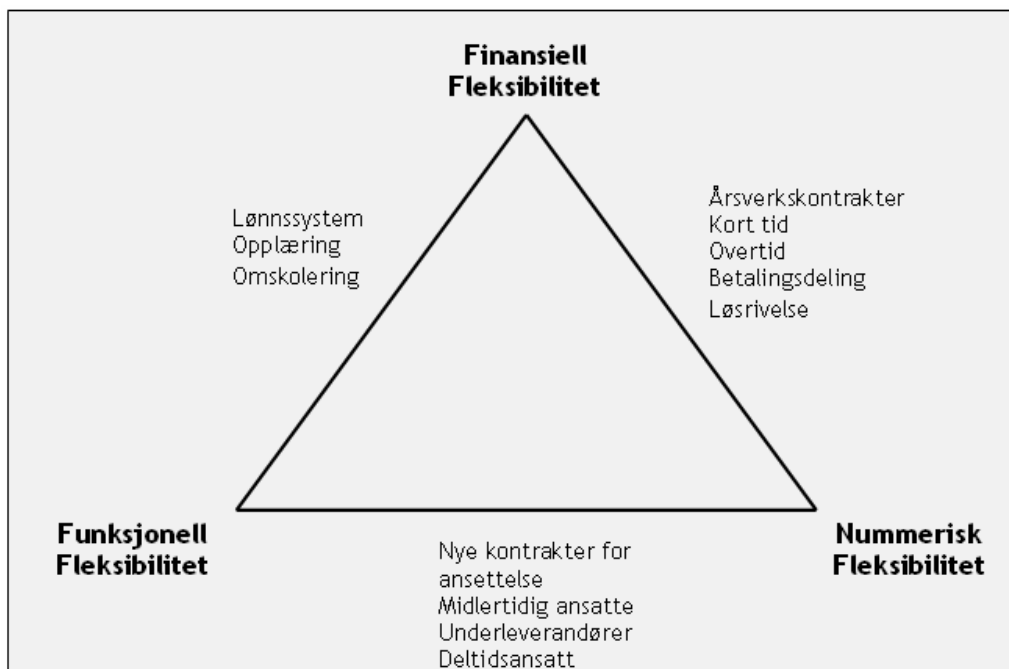 Finansiell
Fleksibilitet
Lønnssystem
Opplæring
Omskolering
Årsverkskontrakter
Kort tid
Overtid
Betalingsdeling
Løsrivelse
Funksjonell
Fleksibilitet
Nye kontrakter for
ansettelse
Midlertidig ansatte
Underleverandører
Deltidsansatt
Nummerisk
Fleksibilitet